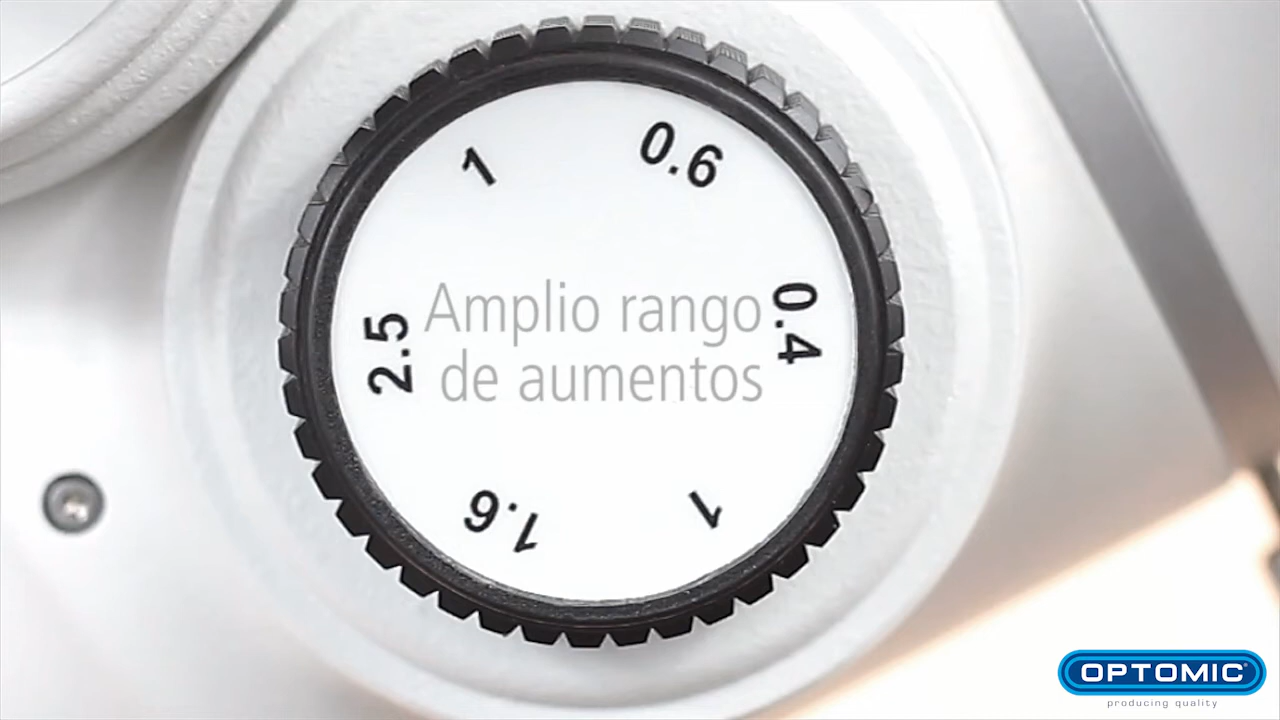 1
0.6
2.5
Amplio rango
de aumentos
0.4
1.6
1
OPTOMIC®
producing quality